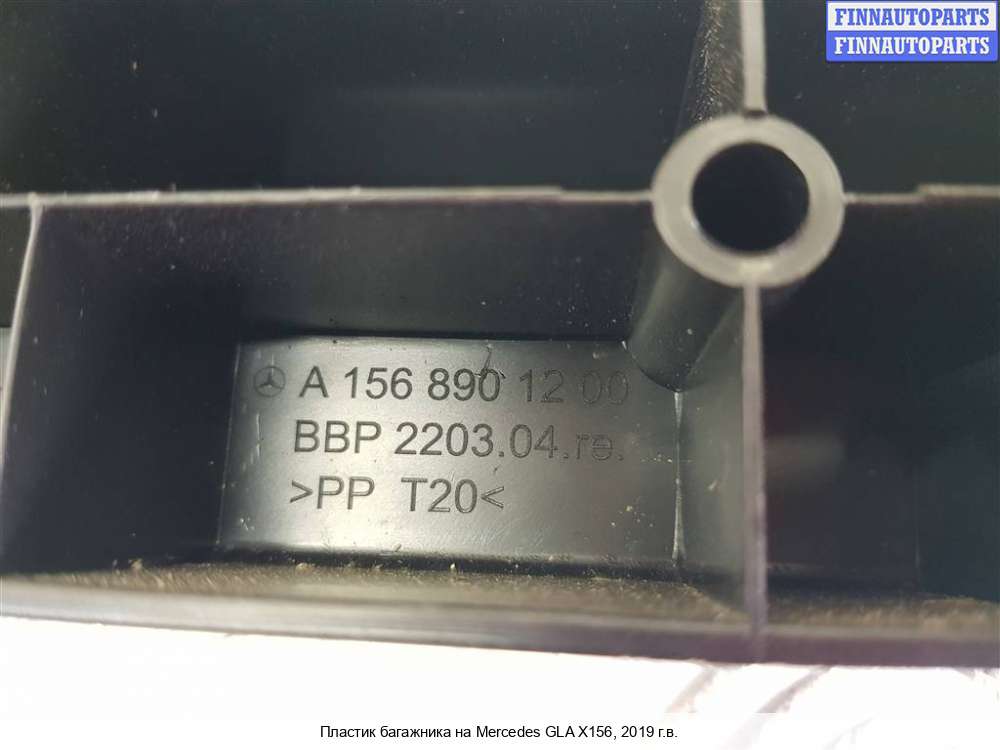 FINNAUTOPARTS
FINNAUTOPARTS
A 156 890 12 00
BBP 2203.04.re.
>PP T20<
Пластик багажника на Mercedes GLA X156, 2019 г.в.